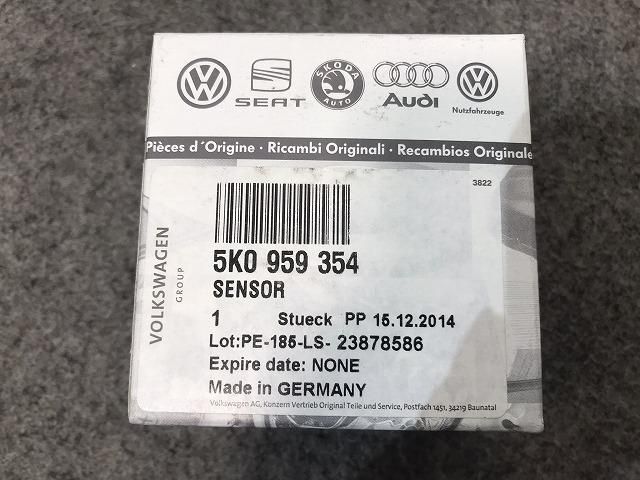 SEAT
SKODA
AUTO
Audi
Nutzfahrzeuge
Pièces d´Origine · Ricambi Originali · Recambios Originale
3822
VOLKSWAGEN
GROUP
5K0 959 354
SENSOR
1 Stueck PP 15.12.2014
Lot:PE-185-LS- 23878586
Expire date: NONE
Made in GERMANY
Volkswagen AG, Konzern Vertrieb Original Teile und Service, Postfach 1451, 34219 Baunatal